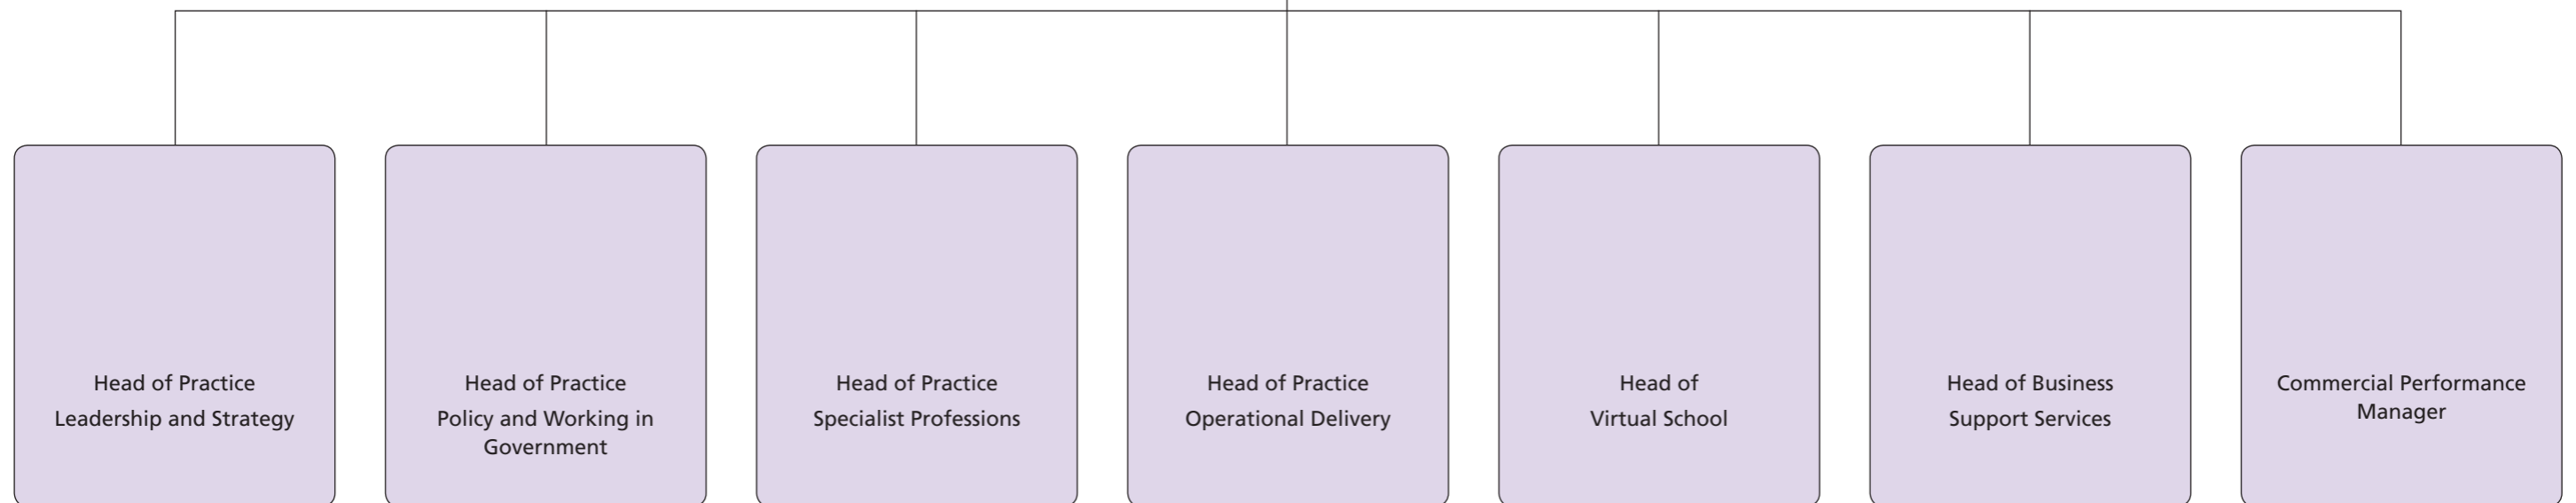 Head of Practice
Leadership and Strategy
Head of Practice
Policy and Working in
Government
Head of Practice
Specialist Professions
Head of Practice
Operational Delivery
Head of
Virtual School
Head of Business
Support Services
Commercial Performance
Manager